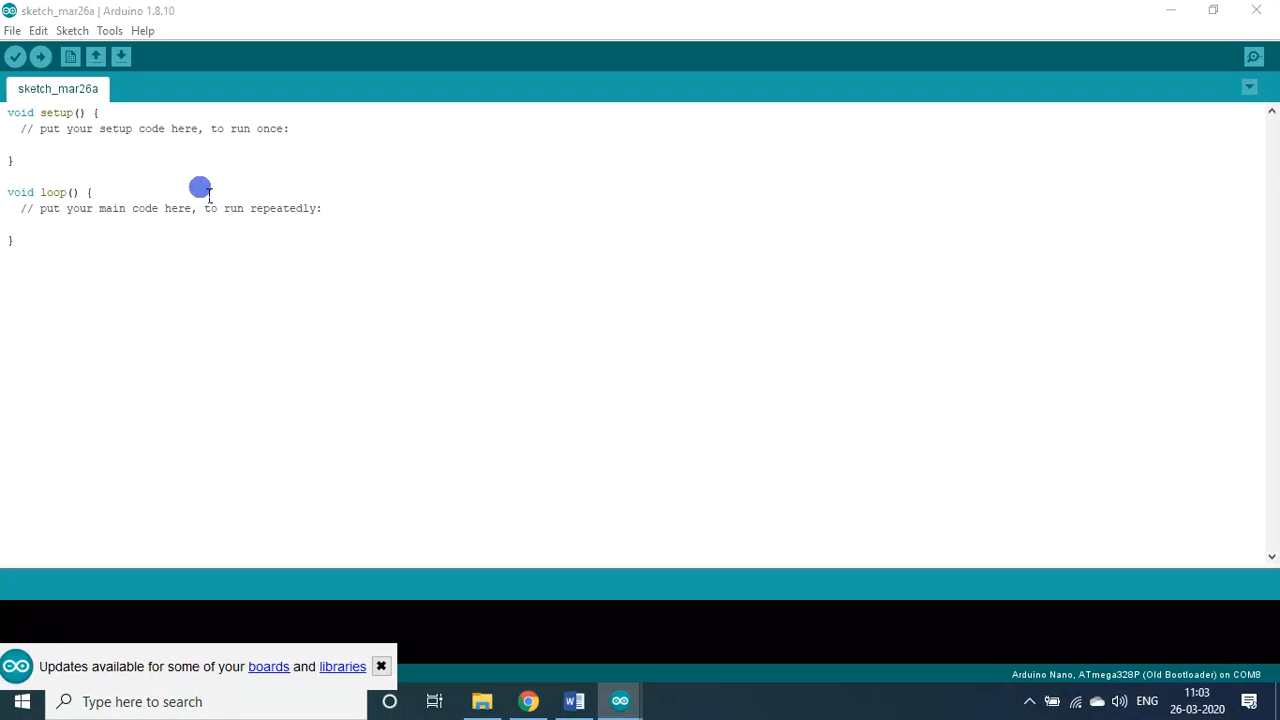 sketch_mar26a | Arduino 1.8.10
File Edit Sketch Tools Help
sketch_mar26a
void setup() {
// put your setup code here, to run once:
}
void loop() {
// put your main code here, to run repeatedly:
}
Updates available for some of your boards and libraries
Arduino Nano, ATmega328P (Old Bootloader) on COM8
Type here to search
ENG
11:03
26-03-2020